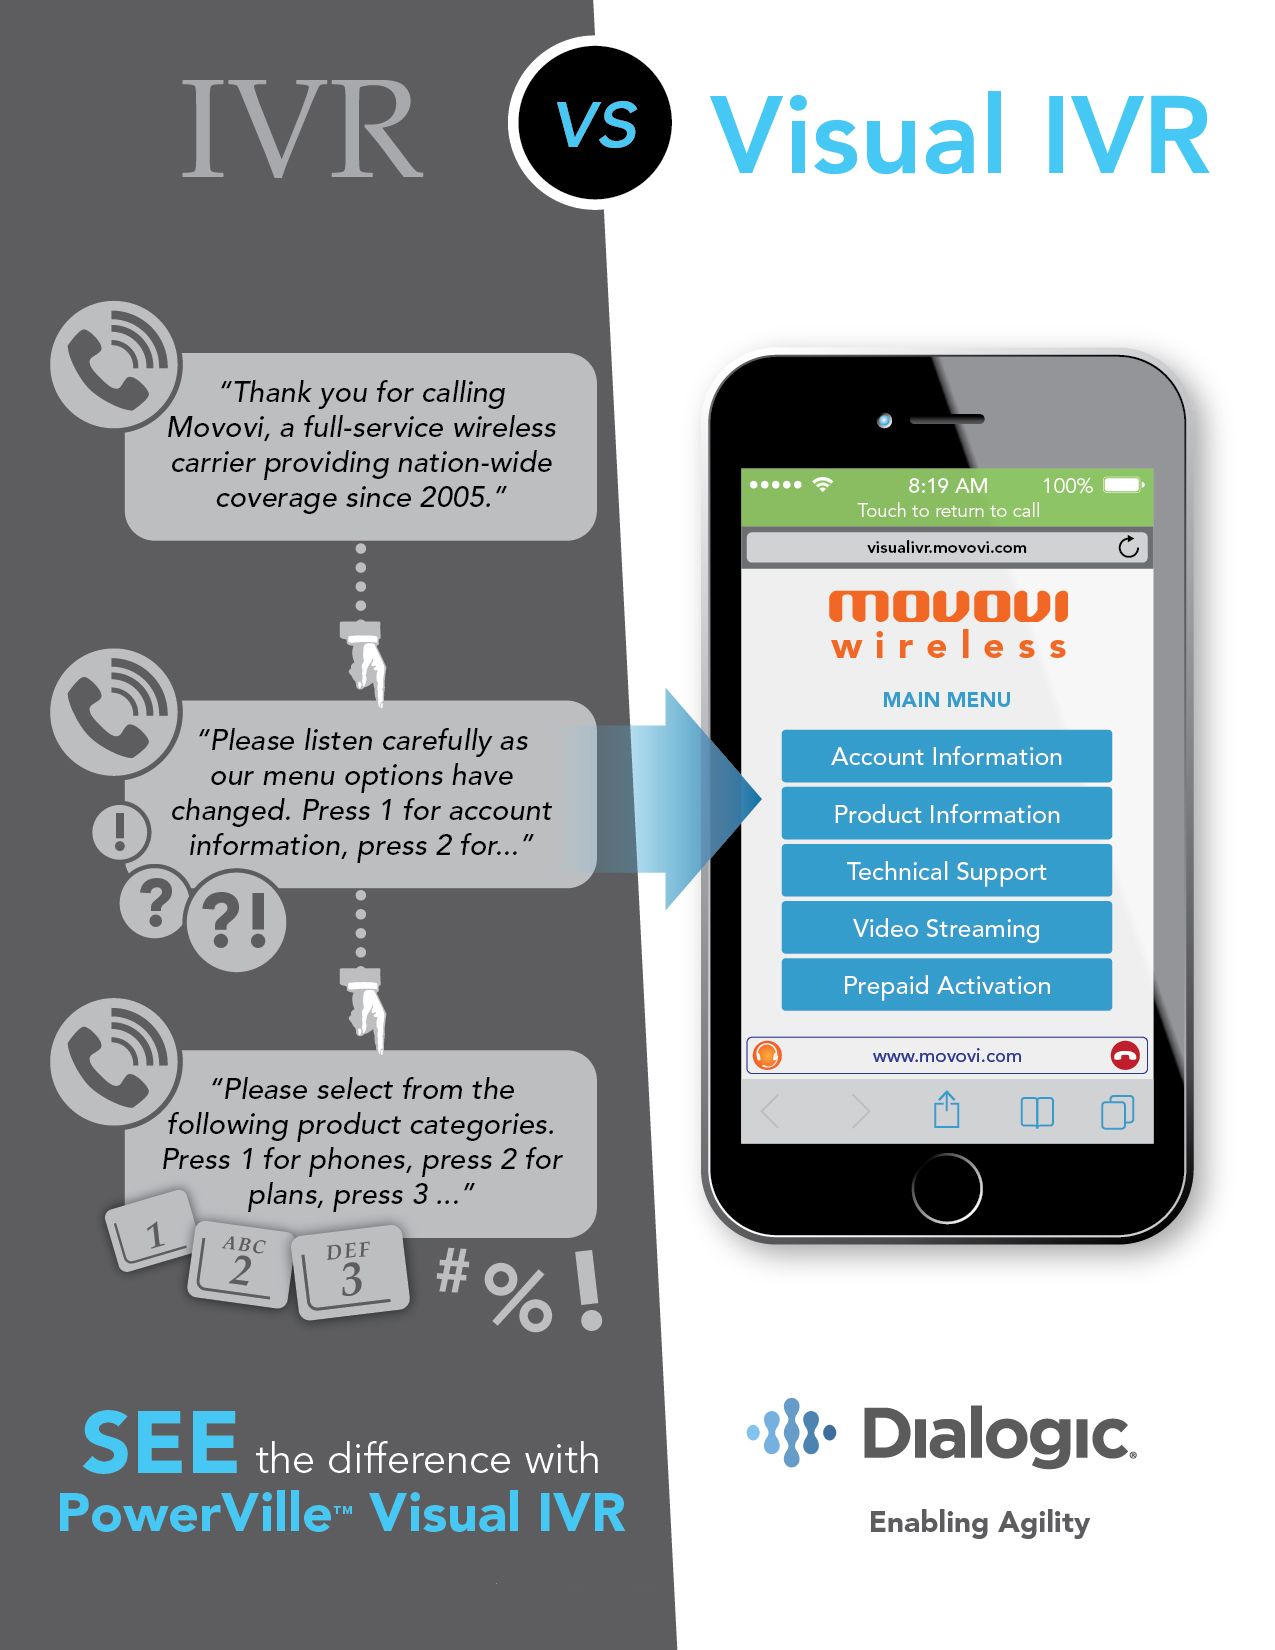 IVR
VS
Visual IVR
“Thank you for calling
Movovi, a full-service wireless
carrier providing nation-wide
coverage since 2005.”
“Please listen carefully as
our menu options have
changed. Press 1 for account
information, press 2 for...”
!
?
?!
“Please select from the
following product categories.
Press 1 for phones, press 2 for
plans, press 3 ...”
1
ABC
2
DEF
3
#%!
SEE the difference with
PowerVille™ Visual IVR
8:19 AM 100%
Touch to return to call
visualivr.movovi.com
movovi
wireless
MAIN MENU
Account Information
Product Information
Technical Support
Video Streaming
Prepaid Activation
www.movovi.com
Dialogic®
Enabling Agility